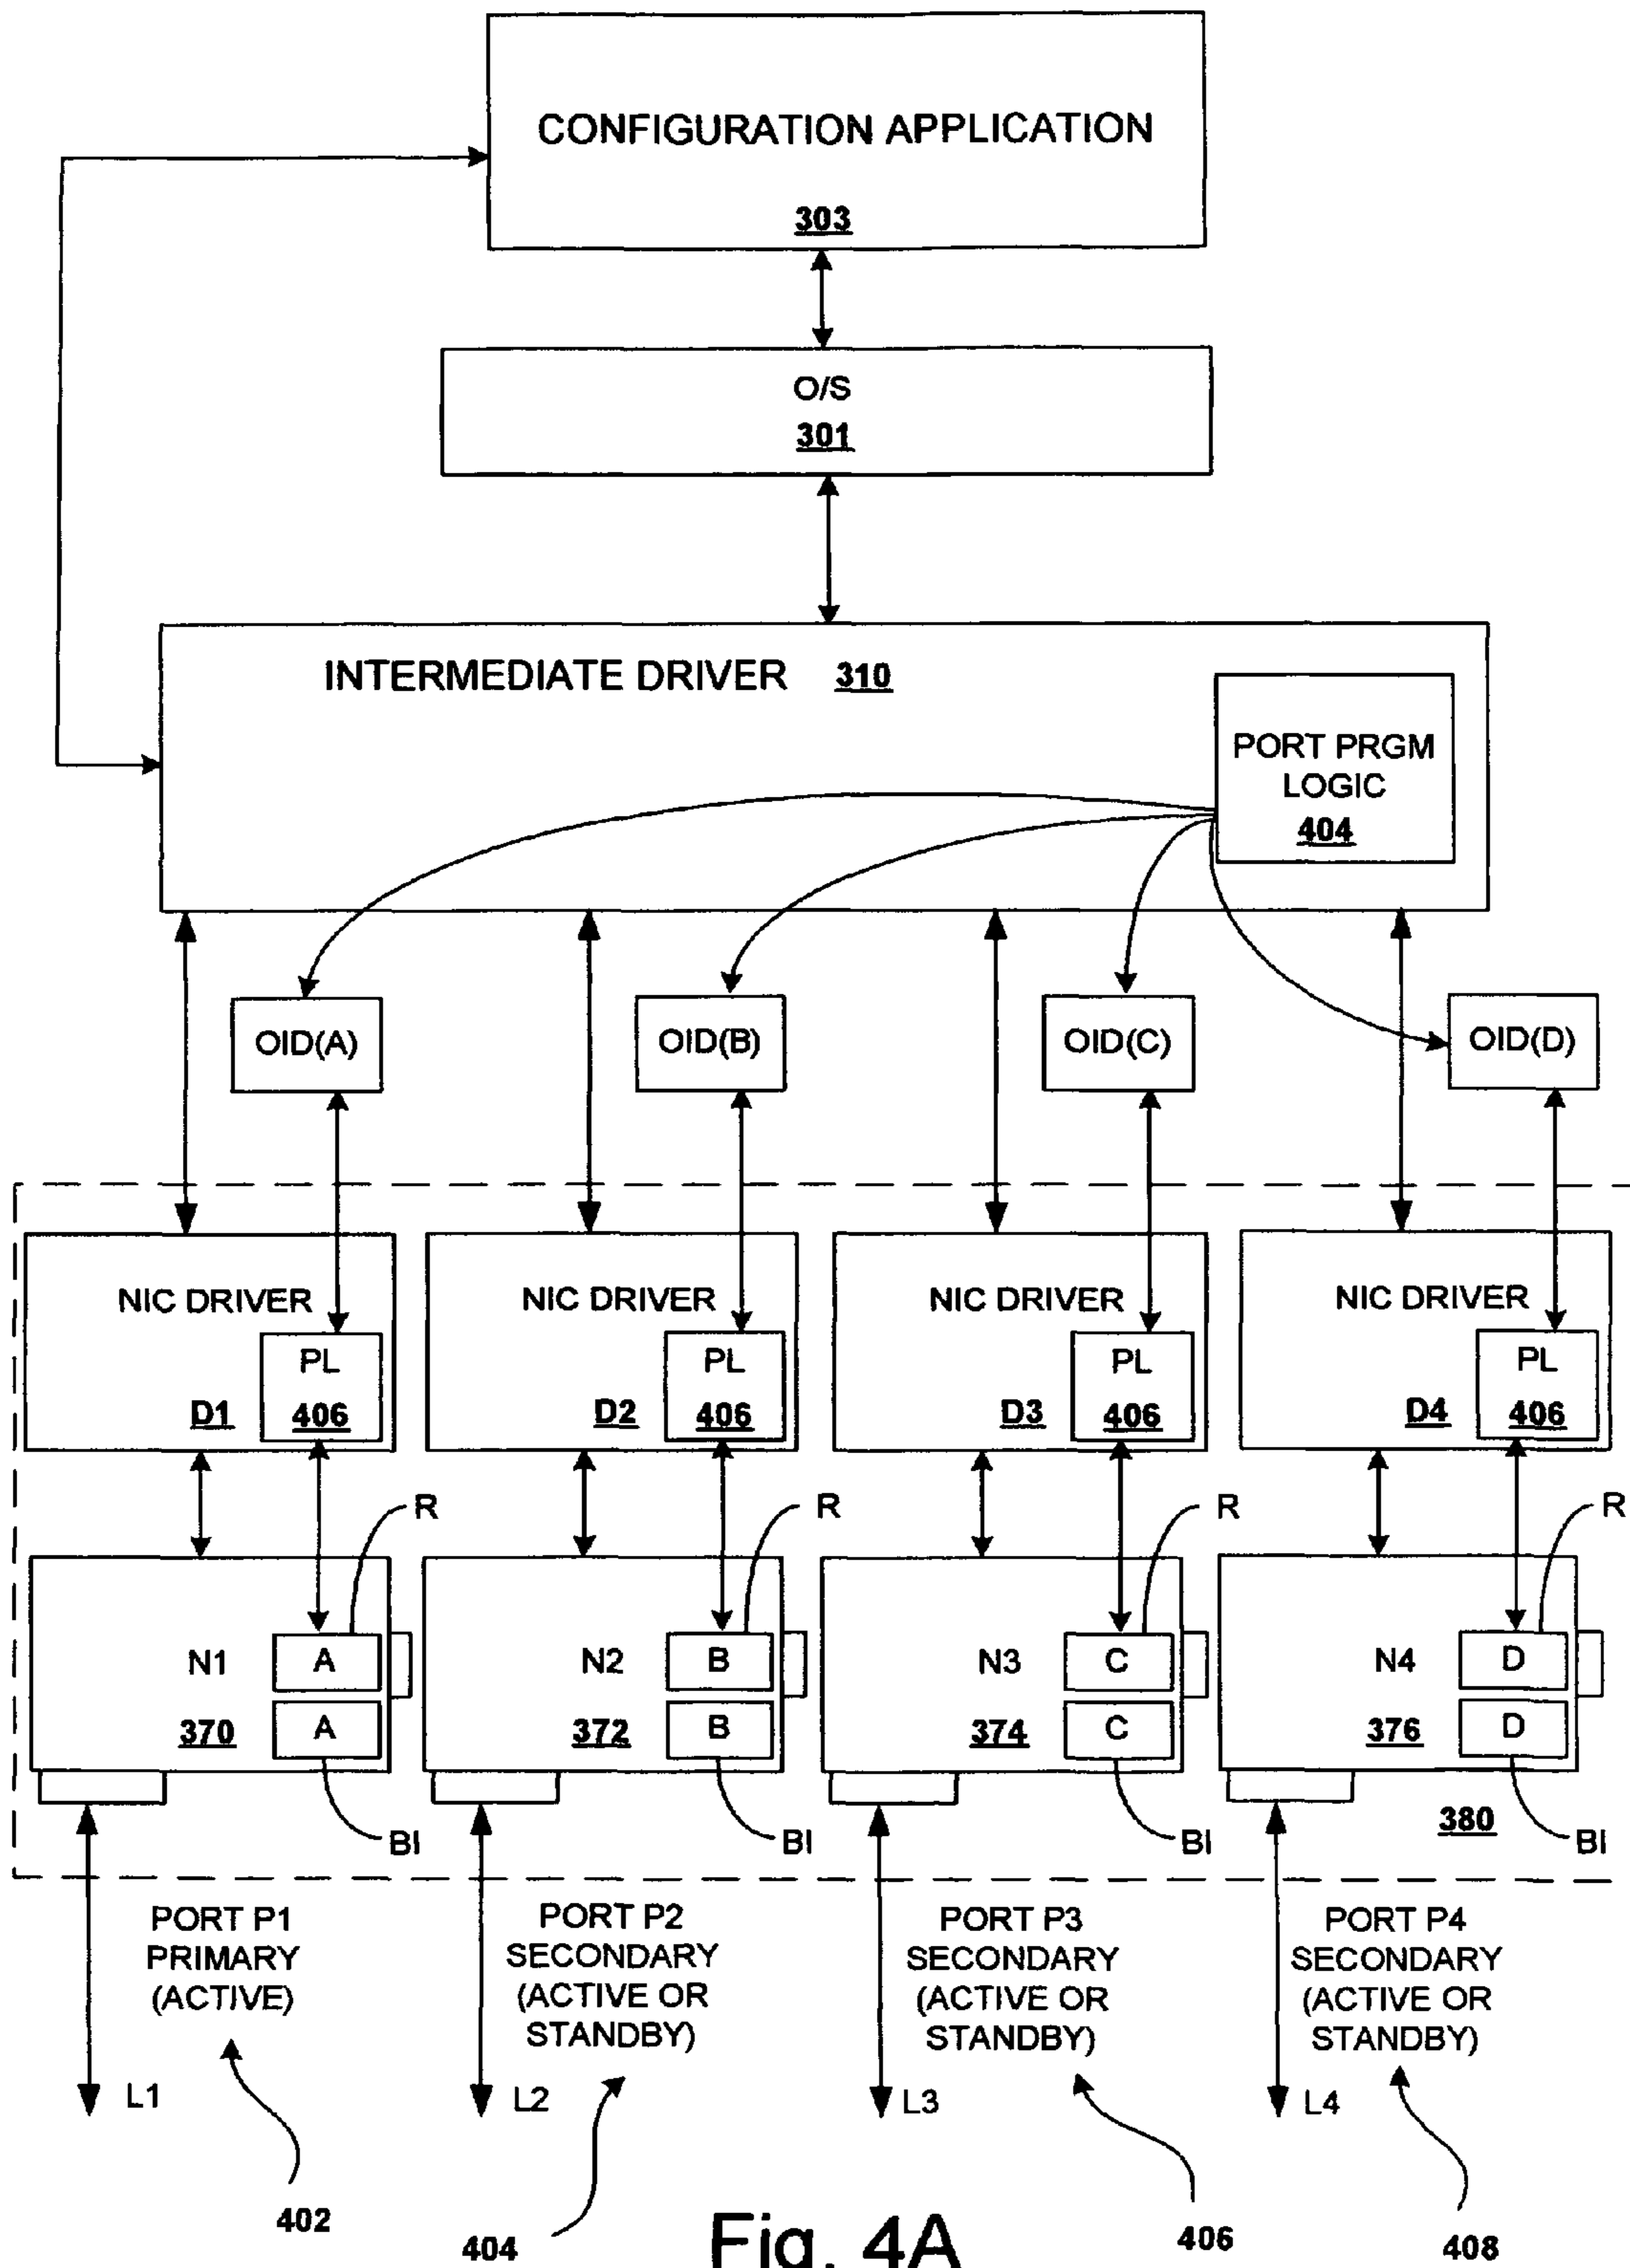 CONFIGURATION APPLICATION
303
O/S
301
INTERMEDIATE DRIVER 310
PORT PRGM
LOGIC
404
OID(A)
OID(B)
OID(C)
OID(D)
NIC DRIVER
PL
D1
406
NIC DRIVER
PL
D2
406
NIC DRIVER
PL
D3
406
NIC DRIVER
PL
D4
406
R
R
R
R
N1
A
370
A
N2
B
372
B
N3
C
374
C
N4
D
376
D
BI
BI
BI
380
BI
PORT P1
PRIMARY
(ACTIVE)
PORT P2
SECONDARY
(ACTIVE OR
STANDBY)
PORT P3
SECONDARY
(ACTIVE OR
STANDBY)
PORT P4
SECONDARY
(ACTIVE OR
STANDBY)
L1
L2
L3
L4
402
404
406
408
Fig. 4A